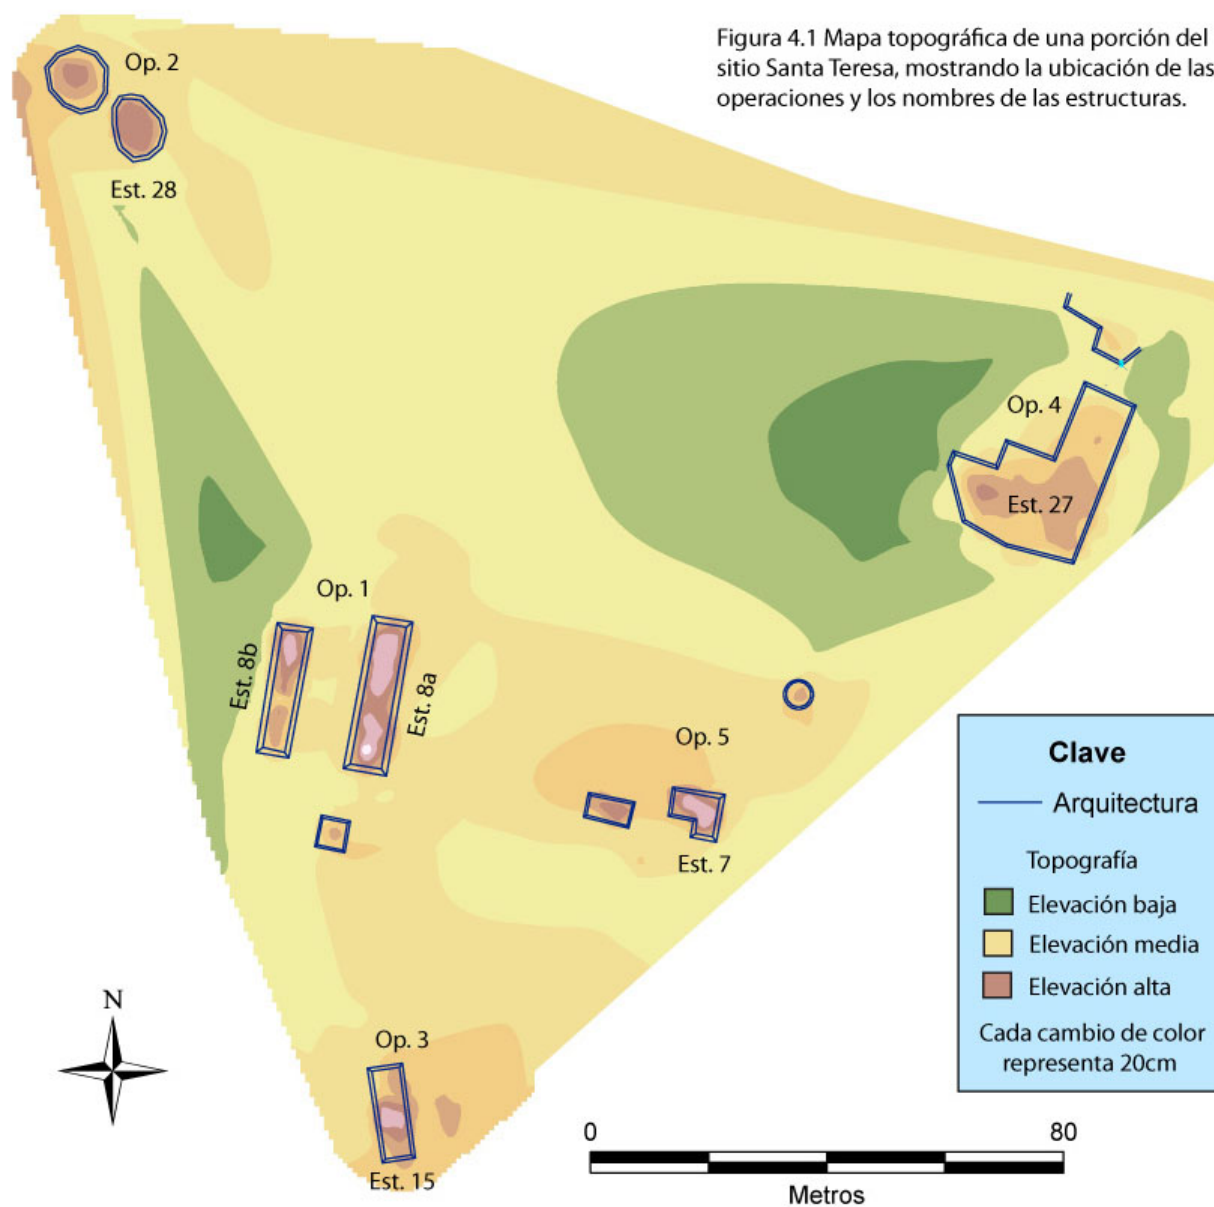 Figura 4.1 Mapa topográfica de una porción del
sitio Santa Teresa, mostrando la ubicación de las
operaciones y los nombres de las estructuras.
Op. 2
Est. 28
Op. 4
Est. 27
Op. 1
Est. 8b
Est. 8a
Op. 5
Est. 7
Clave
Arquitectura
Topografía
Elevación baja
Elevación media
Elevación alta
Cada cambio de color
representa 20cm
N
Op. 3
Est. 15
0 80
Metros